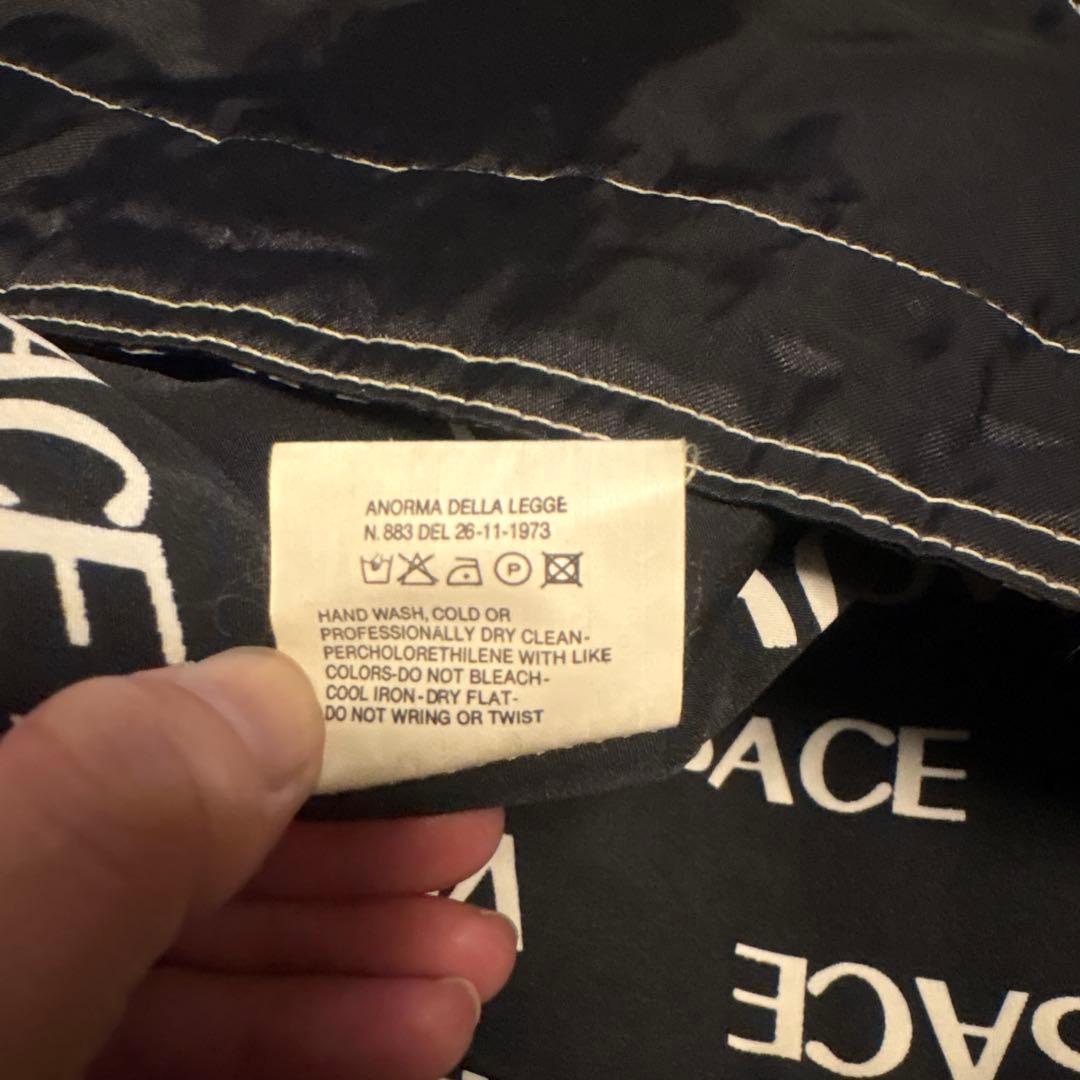 ANORMA DELLA LEGGE
N. 883 DEL 26-11-1973
P
HAND WASH, COLD OR
PROFESSIONALLY DRY CLEAN-
PERCHOLORETHILENE WITH LIKE
COLORS-DO NOT BLEACH-
COOL IRON-DRY FLAT-
DO NOT WRING OR TWIST
ACE
SACE
SACE